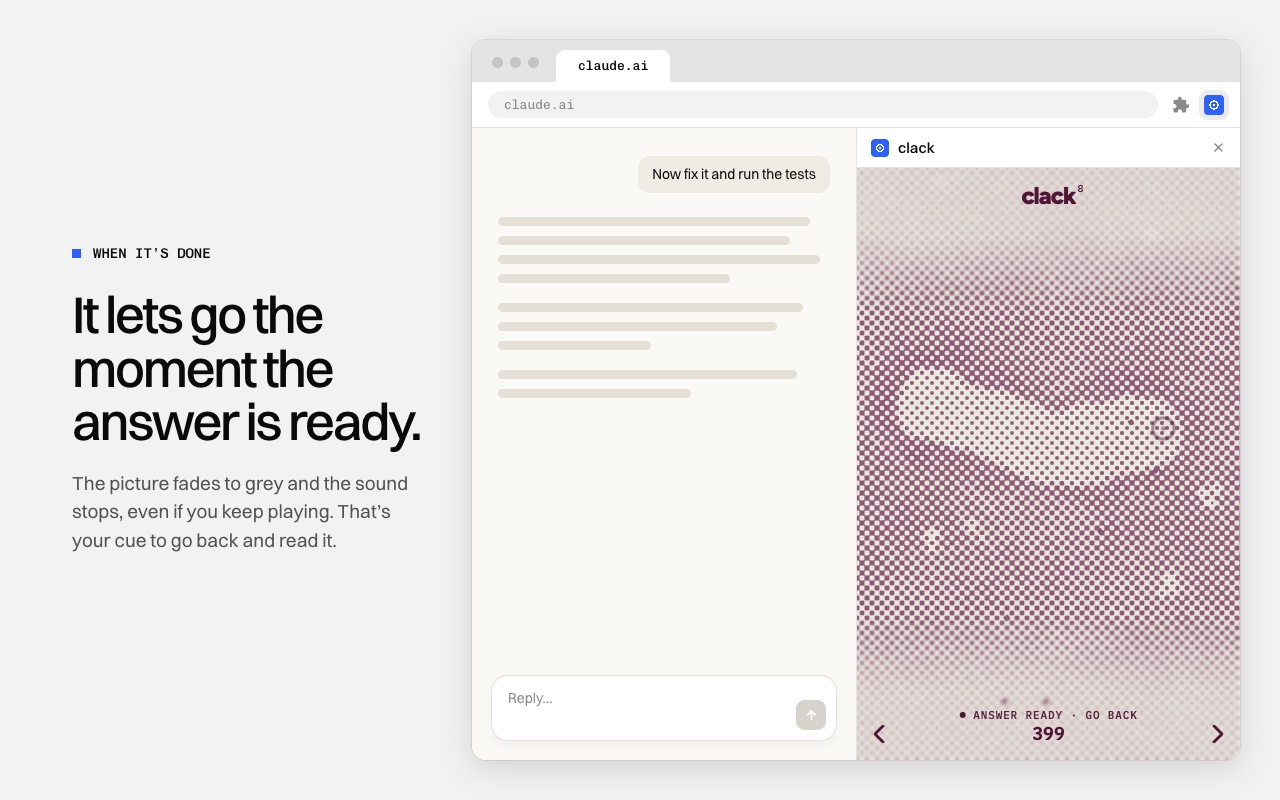 WHEN IT’S DONE
It lets go the
moment the
answer is ready.
The picture fades to grey and the sound
stops, even if you keep playing. That’s
your cue to go back and read it.
claude.ai
claude.ai
Now fix it and run the tests
Reply...
clack
clack8
ANSWER READY · GO BACK
399